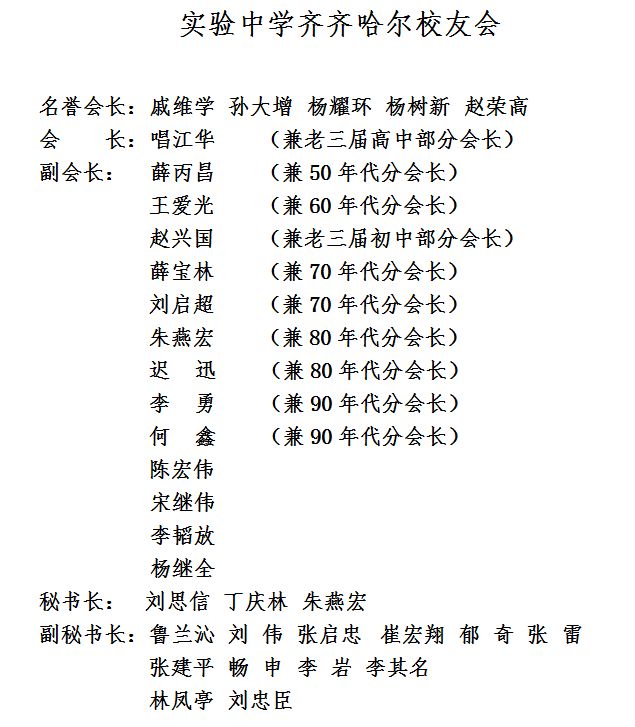 实验中学齐齐哈尔校友会
名誉会长：戚维学 孙大增 杨耀环 杨树新 赵荣高
会 长：唱江华 （兼老三届高中部分会长）
副会长： 薛丙昌 （兼 50 年代分会长）
王爱光 （兼 60 年代分会长）
赵兴国 （兼老三届初中部分会长）
薛宝林 （兼 70 年代分会长）
刘启超 （兼 70 年代分会长）
朱燕宏 （兼 80 年代分会长）
迟 迅 （兼 80 年代分会长）
李 勇 （兼 90 年代分会长）
何 鑫 （兼 90 年代分会长）
陈宏伟
宋继伟
李韬放
杨继全
秘书长： 刘思信 丁庆林 朱燕宏
副秘书长：鲁兰沁 刘 伟 张启忠 崔宏翔 郁 奇 张 雷
张建平 畅 申 李 岩 李其名
林凤亭 刘忠臣